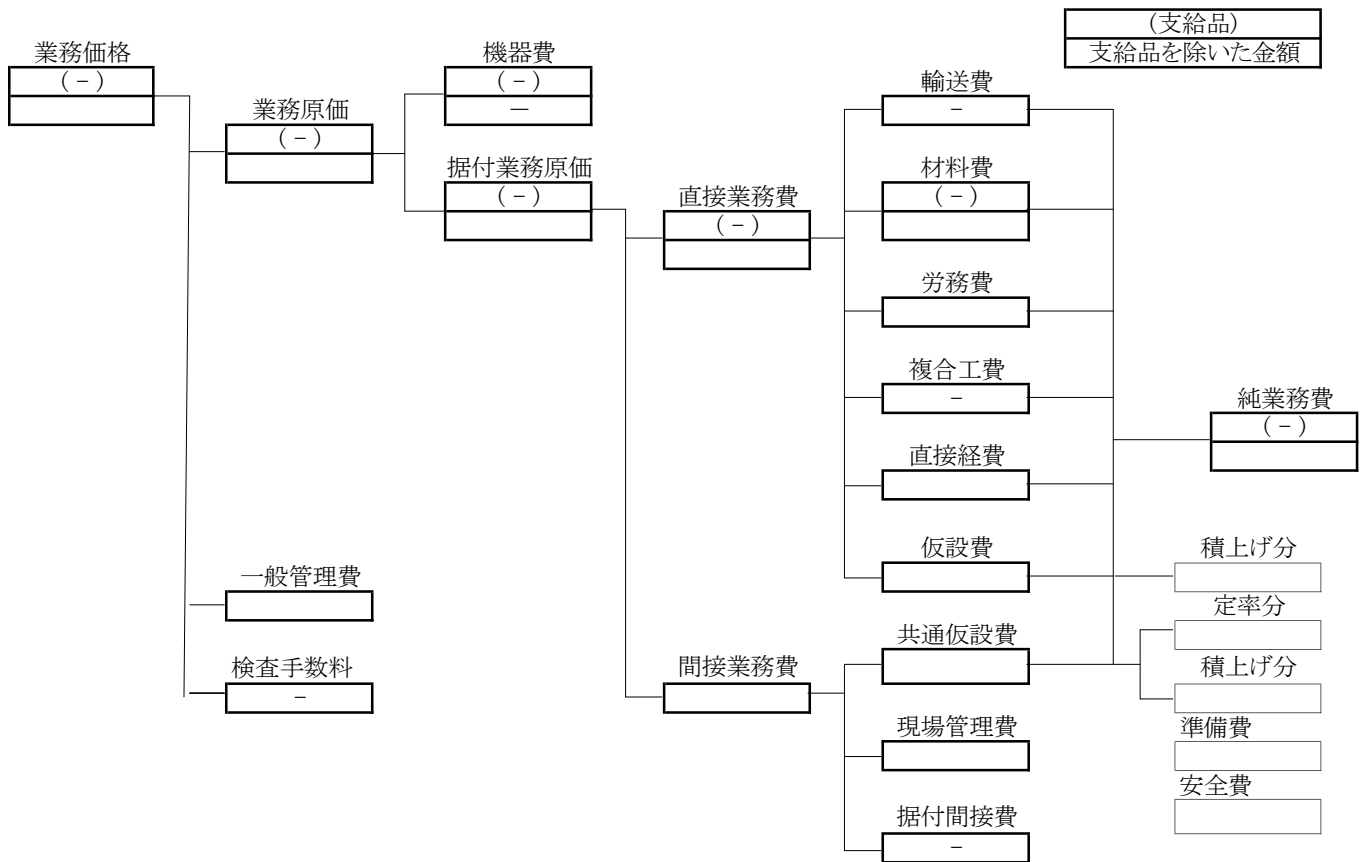 (支給品)
支給品を除いた金額
業務価格
(－)
業務原価
(－)
一般管理費
検査手数料
－
機器費
(－)
－
据付業務原価
(－)
直接業務費
(－)
間接業務費
輸送費
－
材料費
(－)
労務費
複合工費
－
直接経費
仮設費
共通仮設費
現場管理費
据付間接費
－
純業務費
(－)
積上げ分
定率分
積上げ分
準備費
安全費